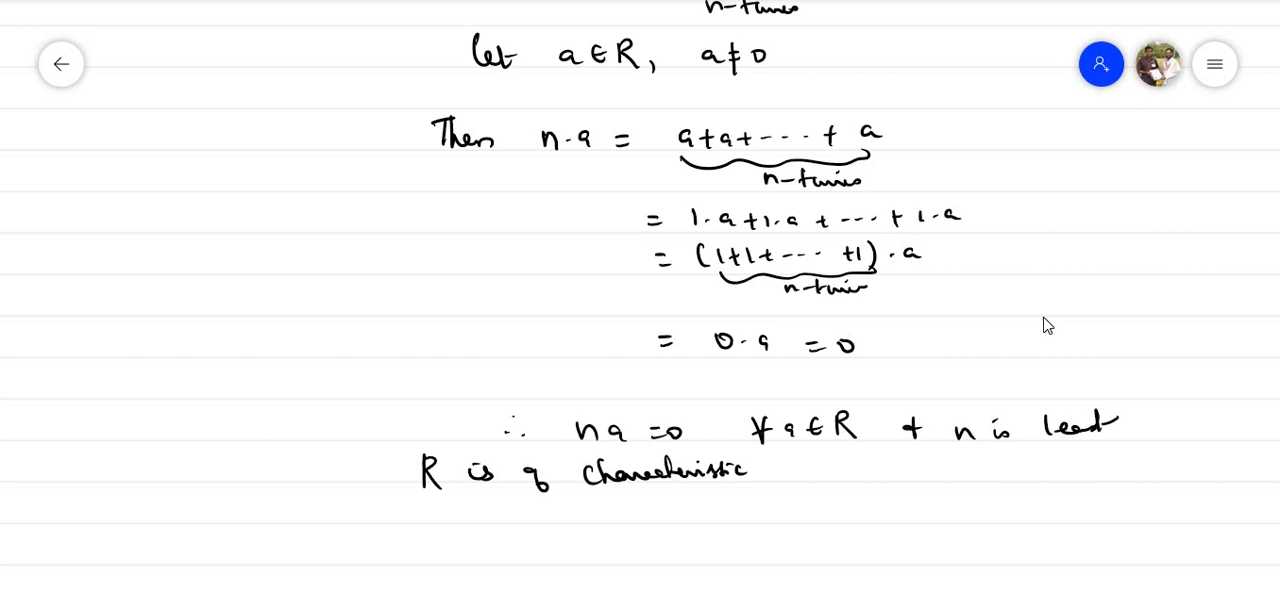 n-times
let a ∈ R, a ≠ 0
Then n·a = a+a+---·+ a
n-times
= 1·a+1·a + ---·+ 1·a
= (1+1+---· +1)·a
n-times
= 0·a = 0
∴ na =0 ∀ a ∈ R + n is least
R is of characteristic